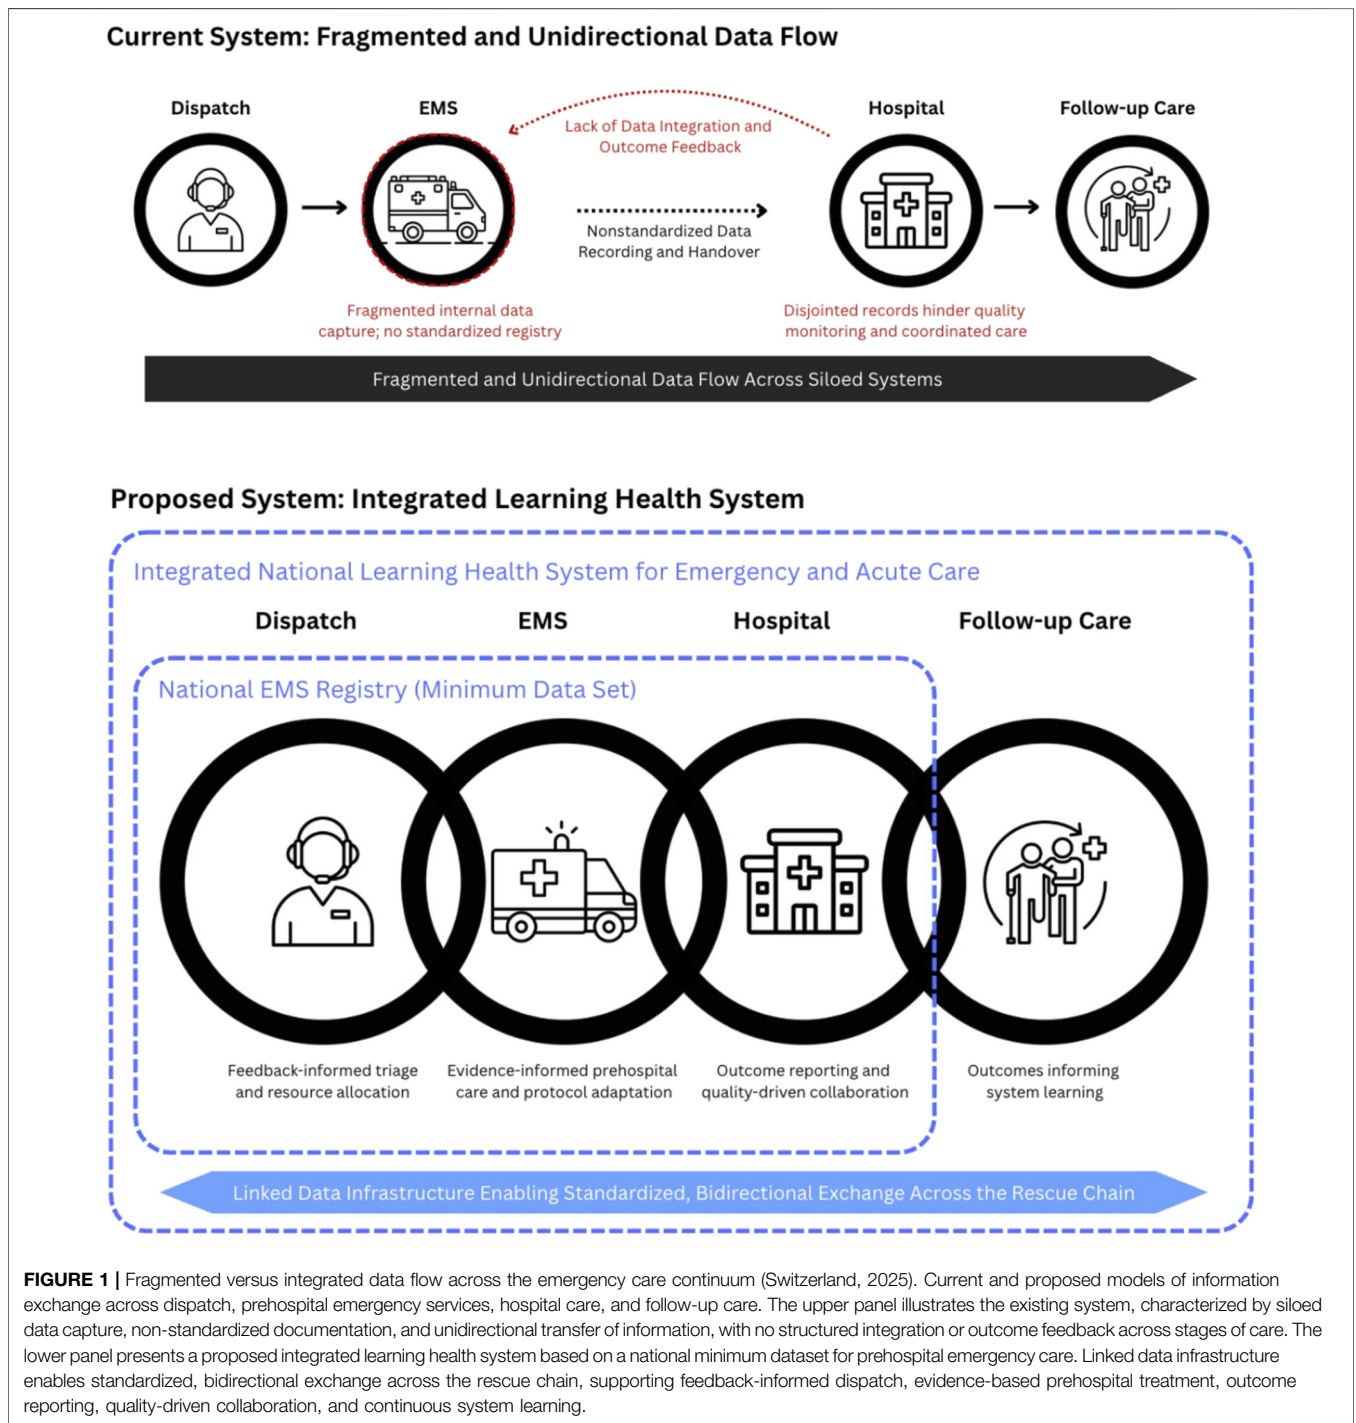 Current System: Fragmented and Unidirectional Data Flow
Dispatch
EMS
Hospital
Follow-up Care
Lack of Data Integration and
Outcome Feedback
Nonstandardized Data
Recording and Handover
Fragmented internal data
capture; no standardized registry
Disjointed records hinder quality
monitoring and coordinated care
Fragmented and Unidirectional Data Flow Across Siloed Systems
Proposed System: Integrated Learning Health System
Integrated National Learning Health System for Emergency and Acute Care
Dispatch
EMS
Hospital
Follow-up Care
National EMS Registry (Minimum Data Set)
Feedback-informed triage
and resource allocation
Evidence-informed prehospital
care and protocol adaptation
Outcome reporting and
quality-driven collaboration
Outcomes informing
system learning
Linked Data Infrastructure Enabling Standardized, Bidirectional Exchange Across the Rescue Chain
FIGURE 1 | Fragmented versus integrated data flow across the emergency care continuum (Switzerland, 2025). Current and proposed models of information
exchange across dispatch, prehospital emergency services, hospital care, and follow-up care. The upper panel illustrates the existing system, characterized by siloed
data capture, non-standardized documentation, and unidirectional transfer of information, with no structured integration or outcome feedback across stages of care. The
lower panel presents a proposed integrated learning health system based on a national minimum dataset for prehospital emergency care. Linked data infrastructure
enables standardized, bidirectional exchange across the rescue chain, supporting feedback-informed dispatch, evidence-based prehospital treatment, outcome
reporting, quality-driven collaboration, and continuous system learning.